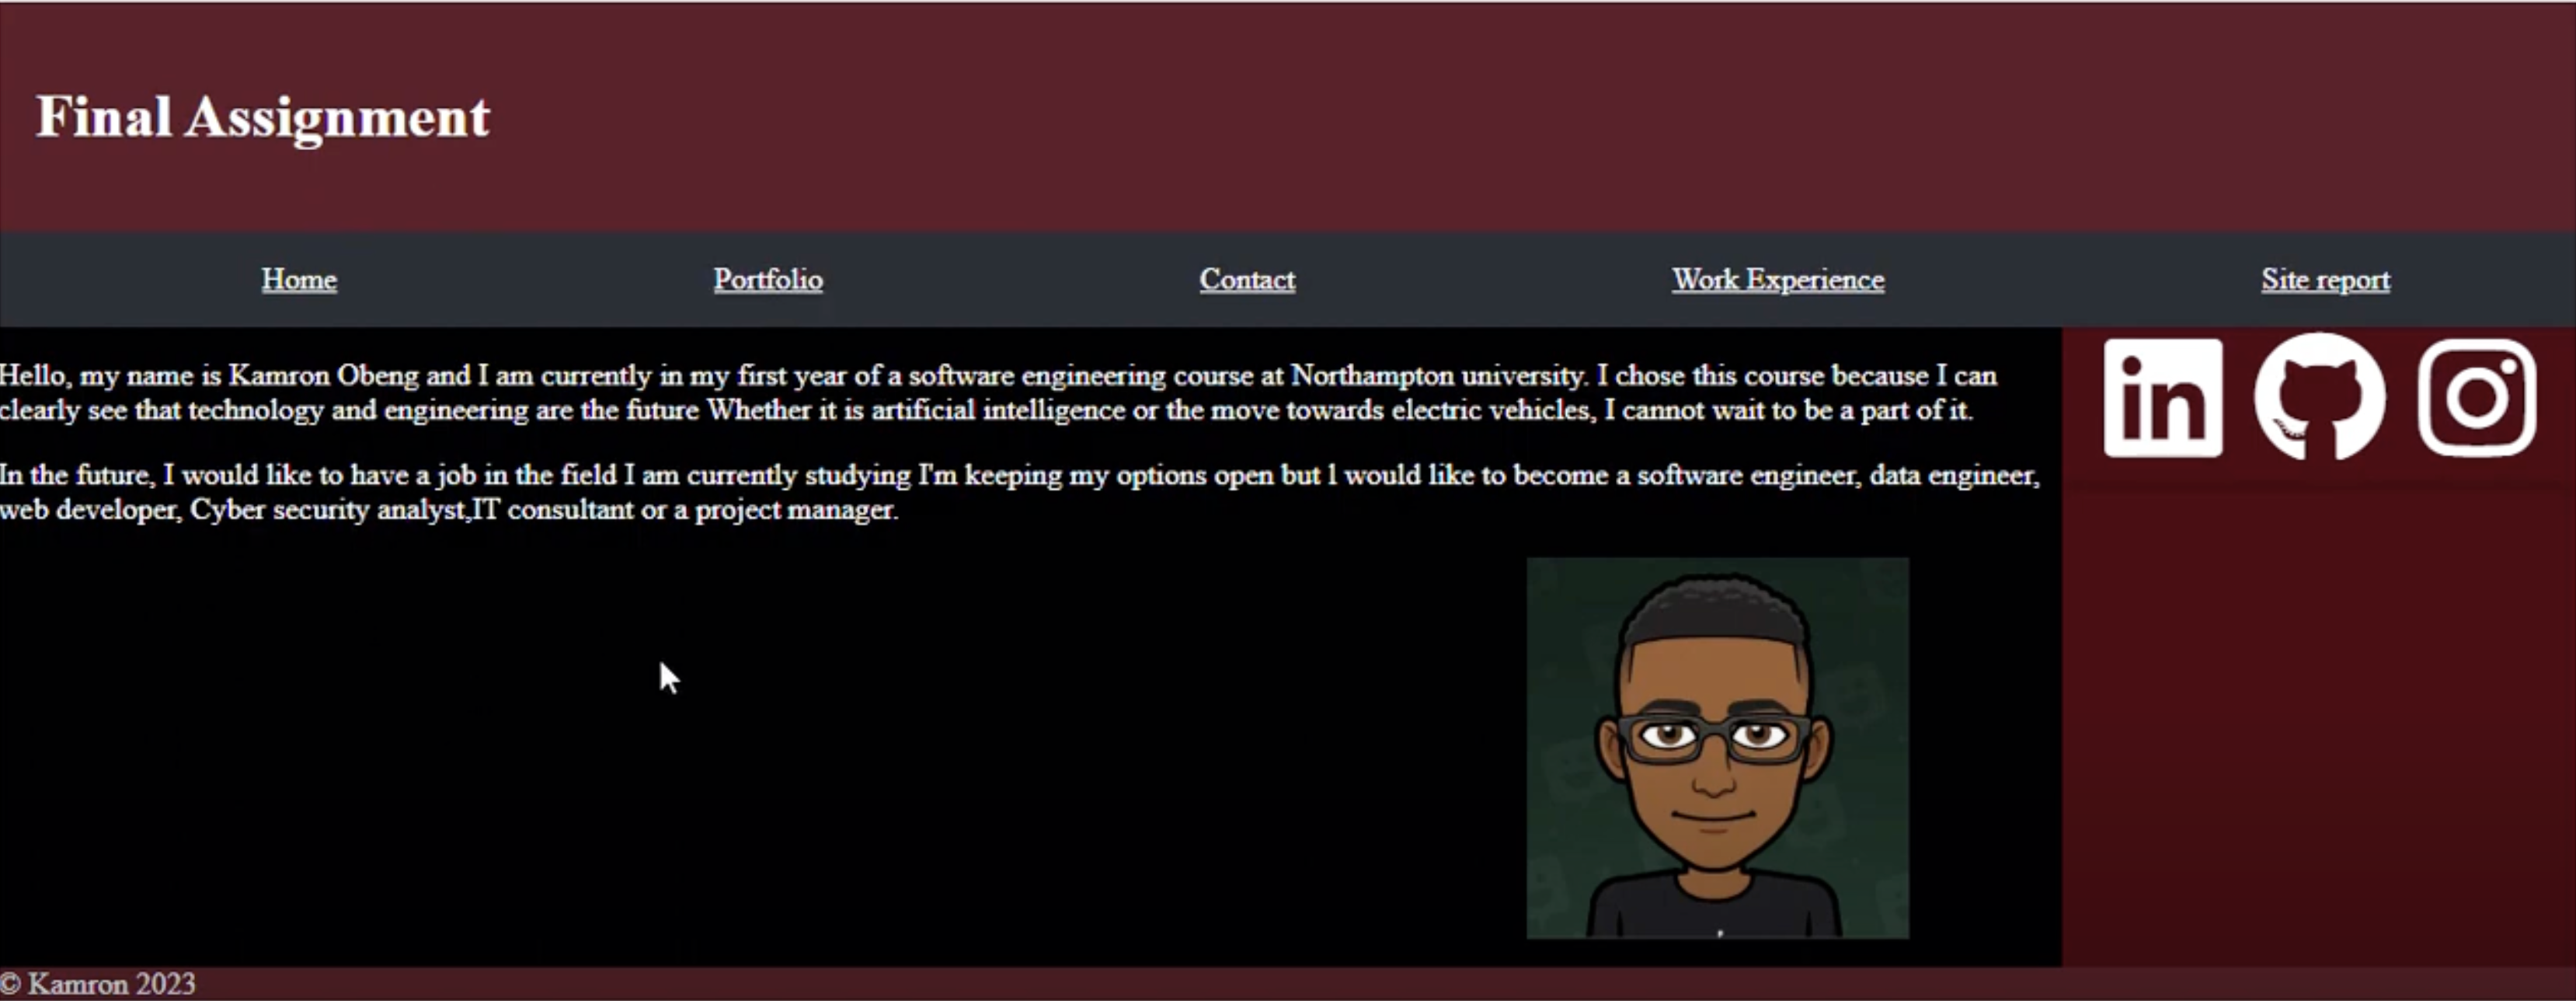 Final Assignment
Home Portfolio Contact Work Experience Site report
Hello, my name is Kamron Obeng and I am currently in my first year of a software engineering course at Northampton university. I chose this course because I can
clearly see that technology and engineering are the future Whether it is artificial intelligence or the move towards electric vehicles, I cannot wait to be a part of it.
in
In the future, I would like to have a job in the field I am currently studying I'm keeping my options open but l would like to become a software engineer, data engineer,
web developer, Cyber security analyst,IT consultant or a project manager.
© Kamron 2023